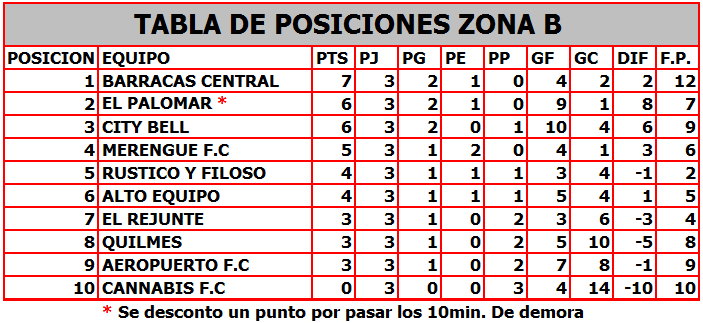 TABLA DE POSICIONES ZONA B
POSICION EQUIPO PTS PJ PG PE PP GF GC DIF F.P.
1 BARRACAS CENTRAL 7 3 2 1 0 4 2 2 12
2 EL PALOMAR * 6 3 2 1 0 9 1 8 7
3 CITY BELL 6 3 2 0 1 10 4 6 9
4 MERENGUE F.C 5 3 1 2 0 4 1 3 6
5 RUSTICO Y FILOSO 4 3 1 1 1 3 4 -1 2
6 ALTO EQUIPO 4 3 1 1 1 5 4 1 5
7 EL REJUNTE 3 3 1 0 2 3 6 -3 4
8 QUILMES 3 3 1 0 2 5 10 -5 8
9 AEROPUERTO F.C 3 3 1 0 2 7 8 -1 9
10 CANNABIS F.C 0 3 0 0 3 4 14 -10 10
* Se desconto un punto por pasar los 10min. De demora